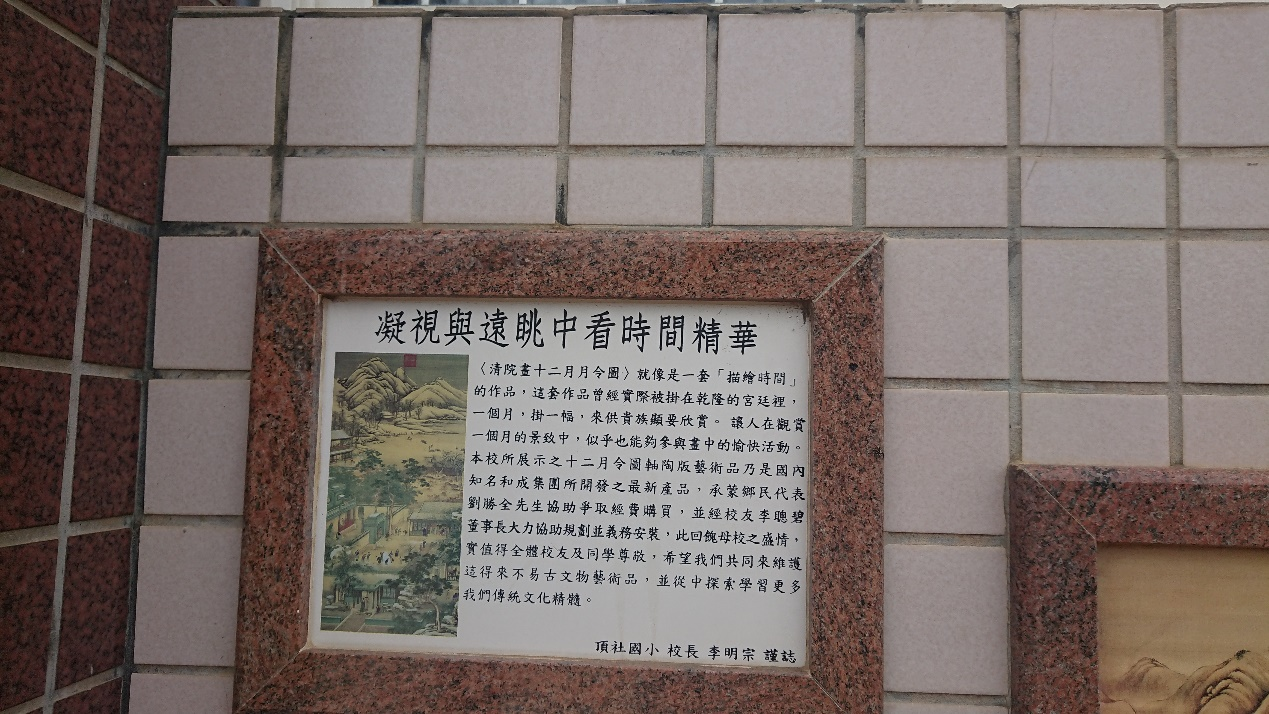 凝視與遠眺中看時間精華
〈清院畫十二月月令圖〉就像是一套「描繪時間」
的作品，這套作品曾經實際被掛在乾隆的宮廷裡，
一個月，掛一幅，來供貴族顯要欣賞。讓人在觀賞
一個月的景致中，似乎也能夠參與畫中的愉快活動。
本校所展示之十二月令圖軸陶版藝術品乃是國內
知名和成集團所開發之最新產品，承蒙鄉民代表
劉勝全先生協助爭取經費購買，並經校友李聰碧
董事長大力協助規劃並義務安裝，此回餽母校之盛情，
實值得全體校友及同學尊敬，希望我們共同來維護
這得來不易古文物藝術品，並從中探索學習更多
我們傳統文化精髓。
頂社國小 校長 李明宗 謹誌